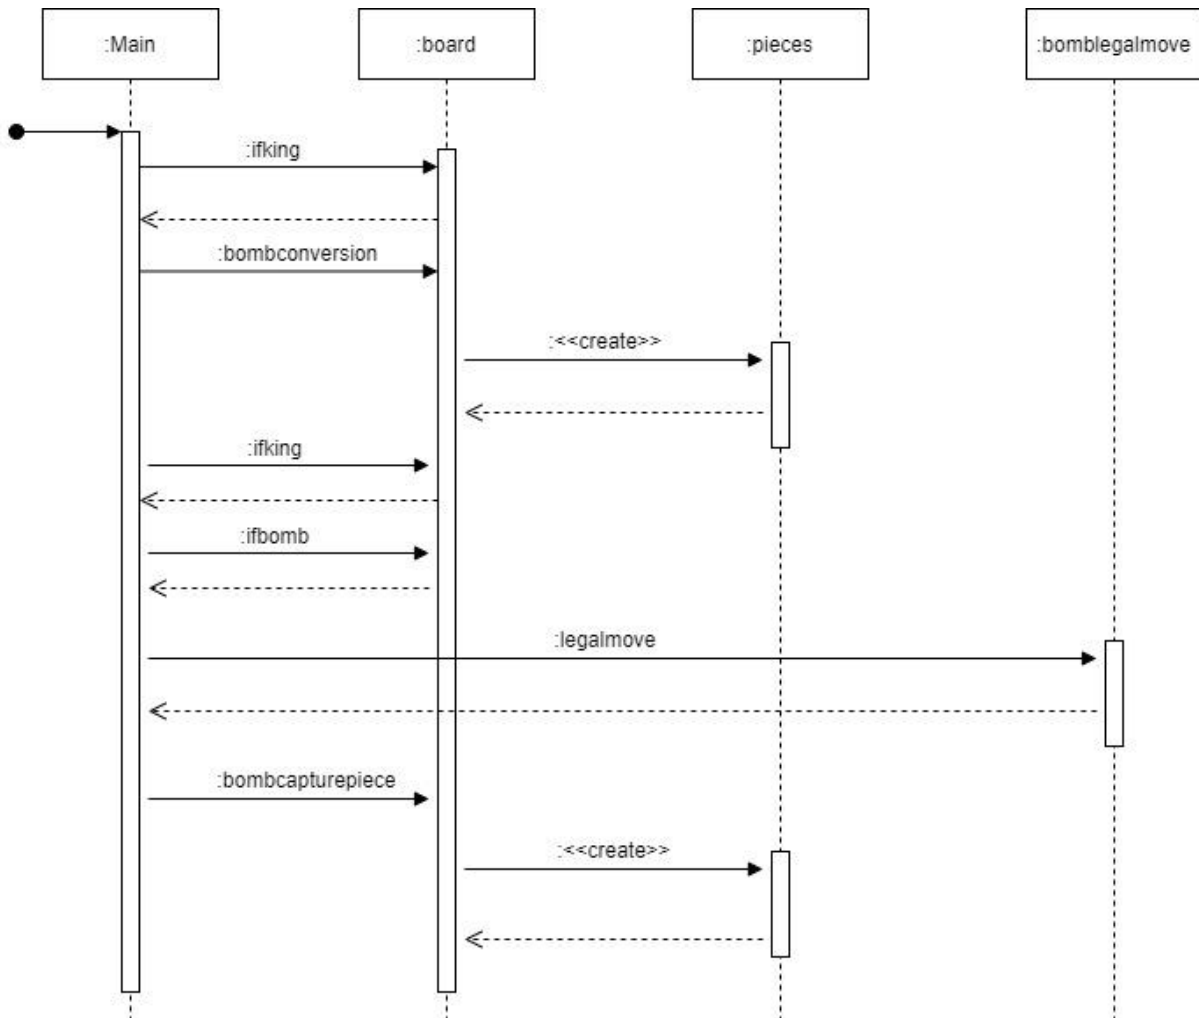 :Main
:board
:pieces
:bomblegalmove
:ifking
:bombconversion
:<<create>>
:ifking
:ifbomb
:legalmove
:bombcapturepiece
:<<create>>